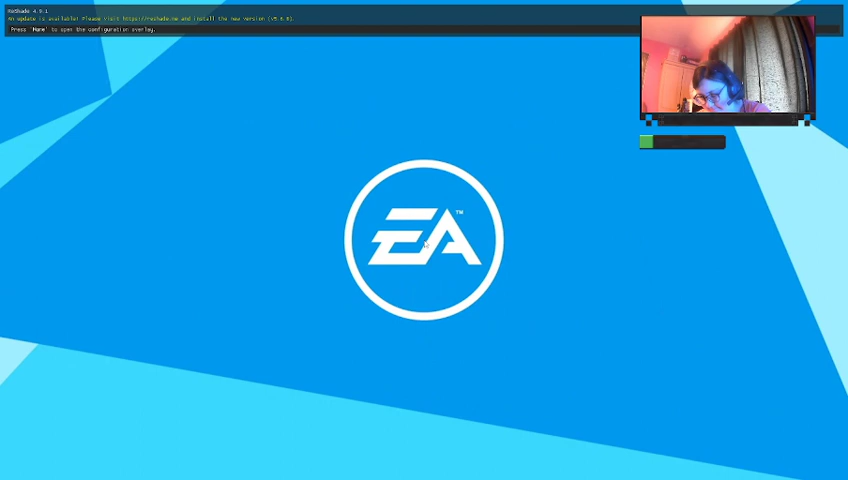 ReShade 4.9.1
An update is available! Please visit https://reshade.me and install the new version (v5.6.0).
Press 'Home' to open the configuration overlay.
EA™